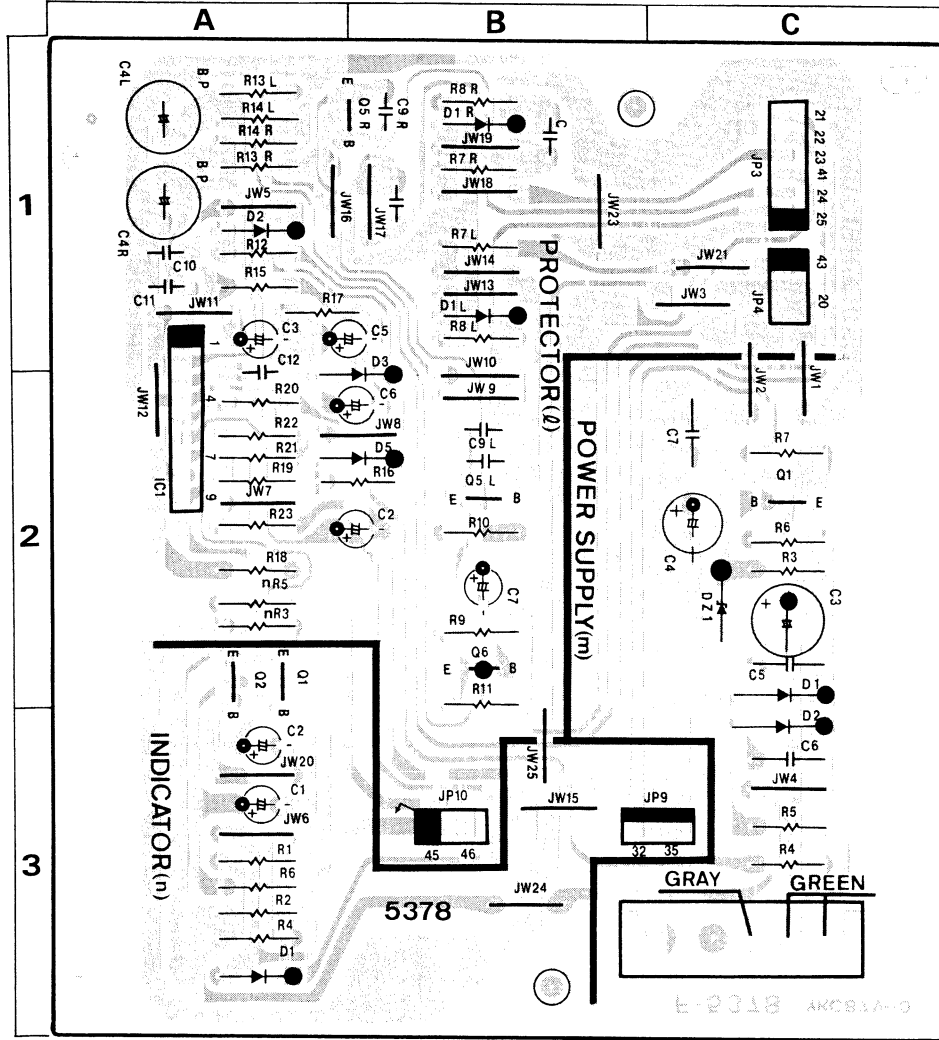 A B C
1
2
3
C4L
B.P
R13 L
R14 L
R14 R
R13 R
B.P
C4R
JW5
D2
R12
C10
R15
C11
JW11
R17
C3
C5
C12
D3
1
4
7
9
IC1
JW12
R20
C6
R22
JW8
R21
D5
R19
R16
JW7
R23
C2
R18
nR5
nR3
E
Q5 R
B
C9 R
JW16
JW17
R8 R
D1 R
JW19
C
R7 R
JW18
JW23
R7 L
JW14
JW13
D1 L
R8 L
JW10
JW 9
C9 L
Q5 L
E B
R10
C7
R9
Q6
E B
R11
PROTECTOR(ℓ)
JP3
21
22
23
41
24
25
JW21
JW3
JP4
43
20
JW2
JW1
POWER SUPPLY(m)
C7
R7
Q1
B E
R6
R3
C4
DZ1
C3
C5
D1
D2
C6
JW4
R5
R4
E
Q2
B
E
Q1
B
C2
JW20
C1
JW6
INDICATOR(n)
R1
R6
R2
R4
D1
JP10
45 46
JW25
JW15
JP9
32 35
JW24
5378
GRAY
GREEN
F-5378 YKC87V-0